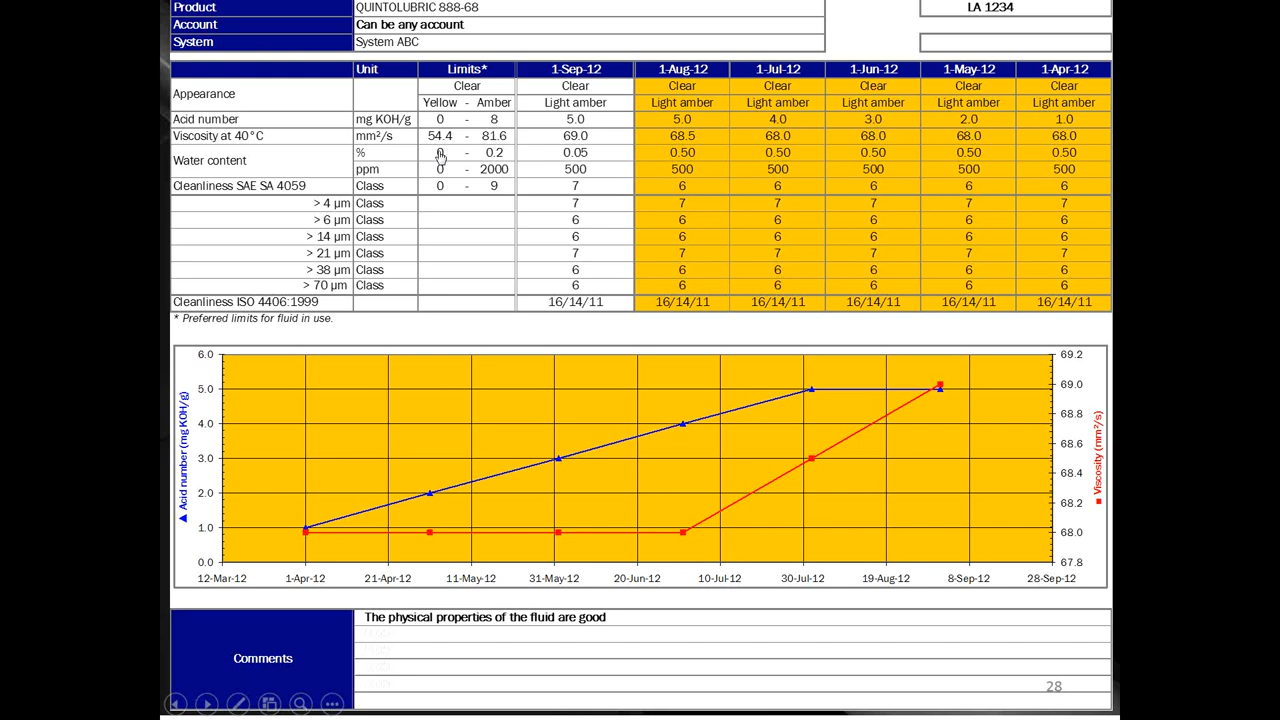 Product QUINTOLUBRIC 888-68 LA 1234
Account Can be any account
System System ABC
Unit Limits* 1-Sep-12 1-Aug-12 1-Jul-12 1-Jun-12 1-May-12 1-Apr-12
Appearance Clear Clear Clear Clear Clear Clear Clear
Yellow - Amber Light amber Light amber Light amber Light amber Light amber Light amber
Acid number mg KOH/g 0 - 8 5.0 5.0 4.0 3.0 2.0 1.0
Viscosity at 40°C mm²/s 54.4 - 81.6 69.0 68.5 68.0 68.0 68.0 68.0
Water content % 0 - 0.2 0.05 0.50 0.50 0.50 0.50 0.50
ppm 0 - 2000 500 500 500 500 500 500
Cleanliness SAE SA 4059 Class 0 - 9 7 6 6 6 6 6
> 4 µm Class 7 7 7 7 7 7
> 6 µm Class 6 6 6 6 6 6
> 14 µm Class 6 6 6 6 6 6
> 21 µm Class 7 7 7 7 7 7
> 38 µm Class 6 6 6 6 6 6
> 70 µm Class 6 6 6 6 6 6
Cleanliness ISO 4406:1999 16/14/11 16/14/11 16/14/11 16/14/11 16/14/11 16/14/11
* Preferred limits for fluid in use.
6.0 69.2
5.0 69.0
68.8
4.0
68.6
3.0
68.4
2.0
68.2
1.0 68.0
0.0 67.8
Acid number (mg KOH/g)
Viscosity (mm²/s)
12-Mar-12 1-Apr-12 21-Apr-12 11-May-12 31-May-12 20-Jun-12 10-Jul-12 30-Jul-12 19-Aug-12 8-Sep-12 28-Sep-12
Comments The physical properties of the fluid are good
28